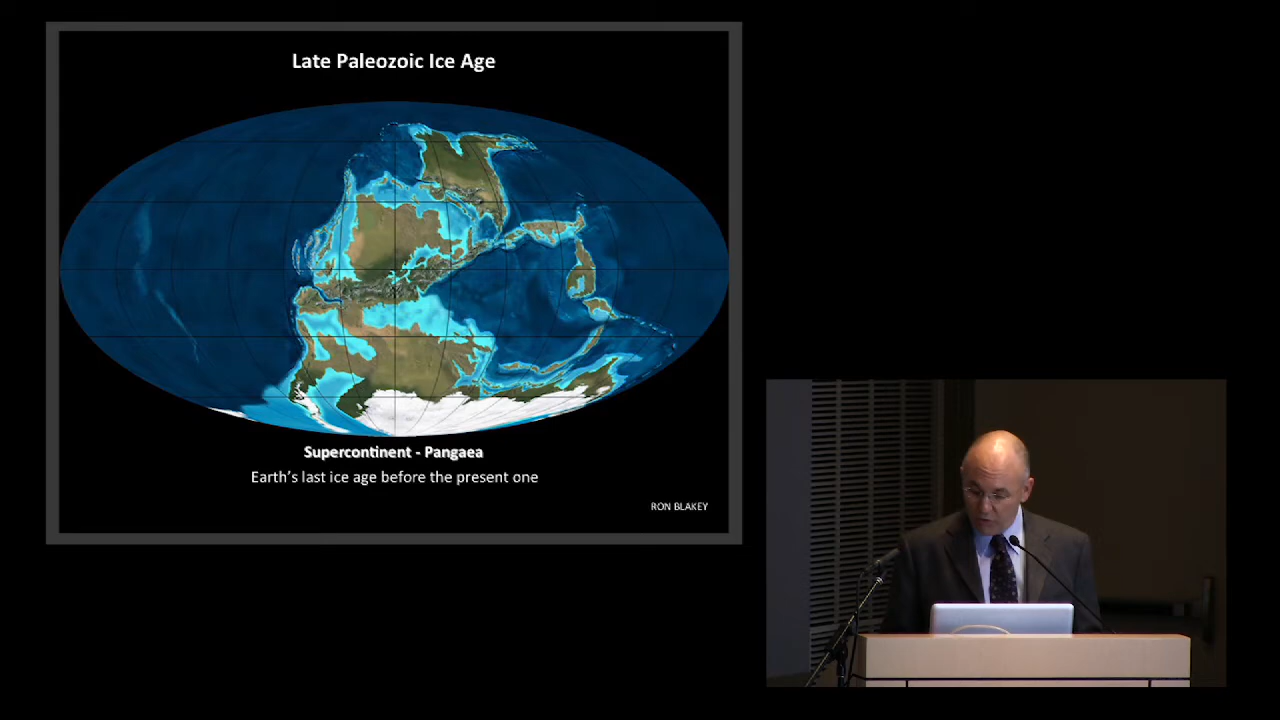 Late Paleozoic Ice Age
Supercontinent - Pangaea
Earth's last ice age before the present one
RON BLAKEY